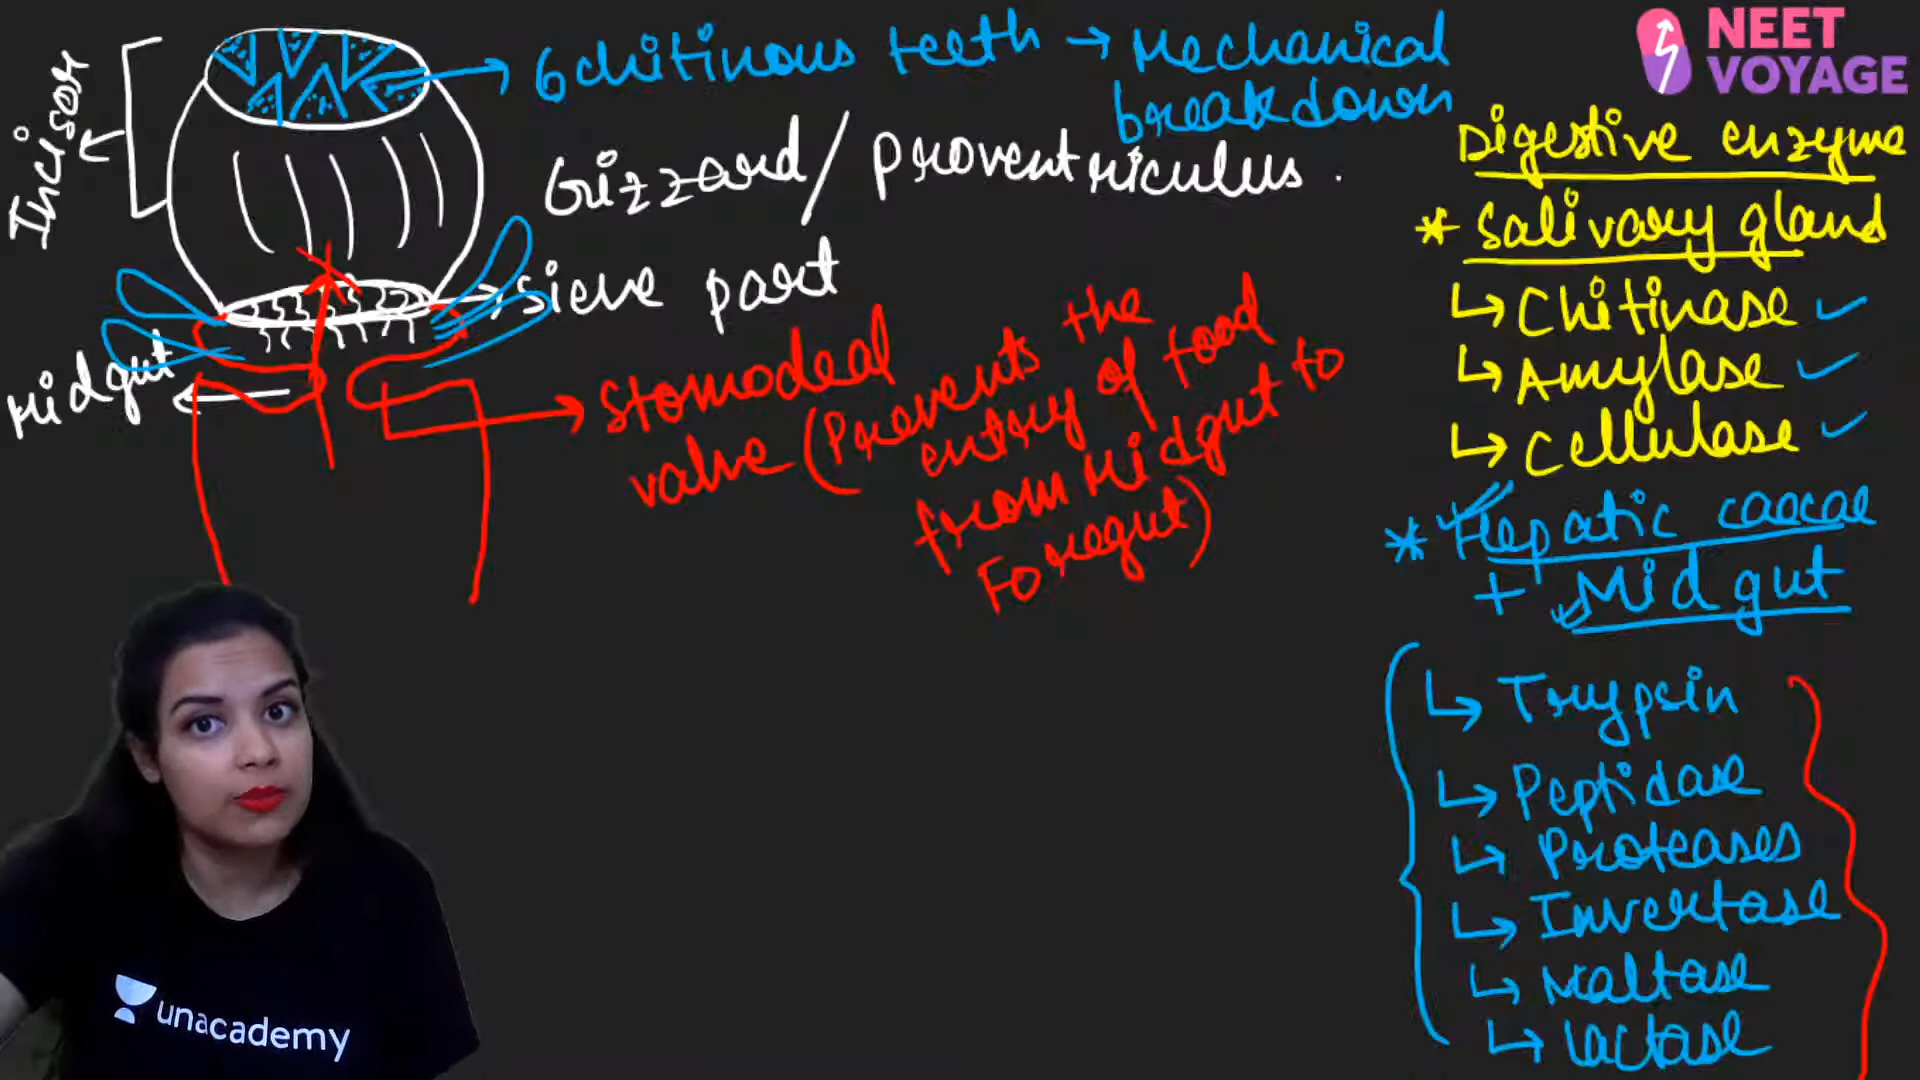 NEET
VOYAGE
Incisor
6 chitinous teeth → Mechanical
breakdown
Gizzard/Proventriculus.
Sieve part
Midgut
Stomodeal
valve (Prevents the
entry of food
from Midgut to
Foregut)
Digestive enzyme
* Salivary gland
↳ Chitinase ✓
↳ Amylase ✓
↳ Cellulase ✓
* Hepatic caecae
+ Midgut
↳ Trypsin
↳ Peptidase
↳ Proteases
↳ Invertase
↳ Maltase
↳ Lactase
unacademy